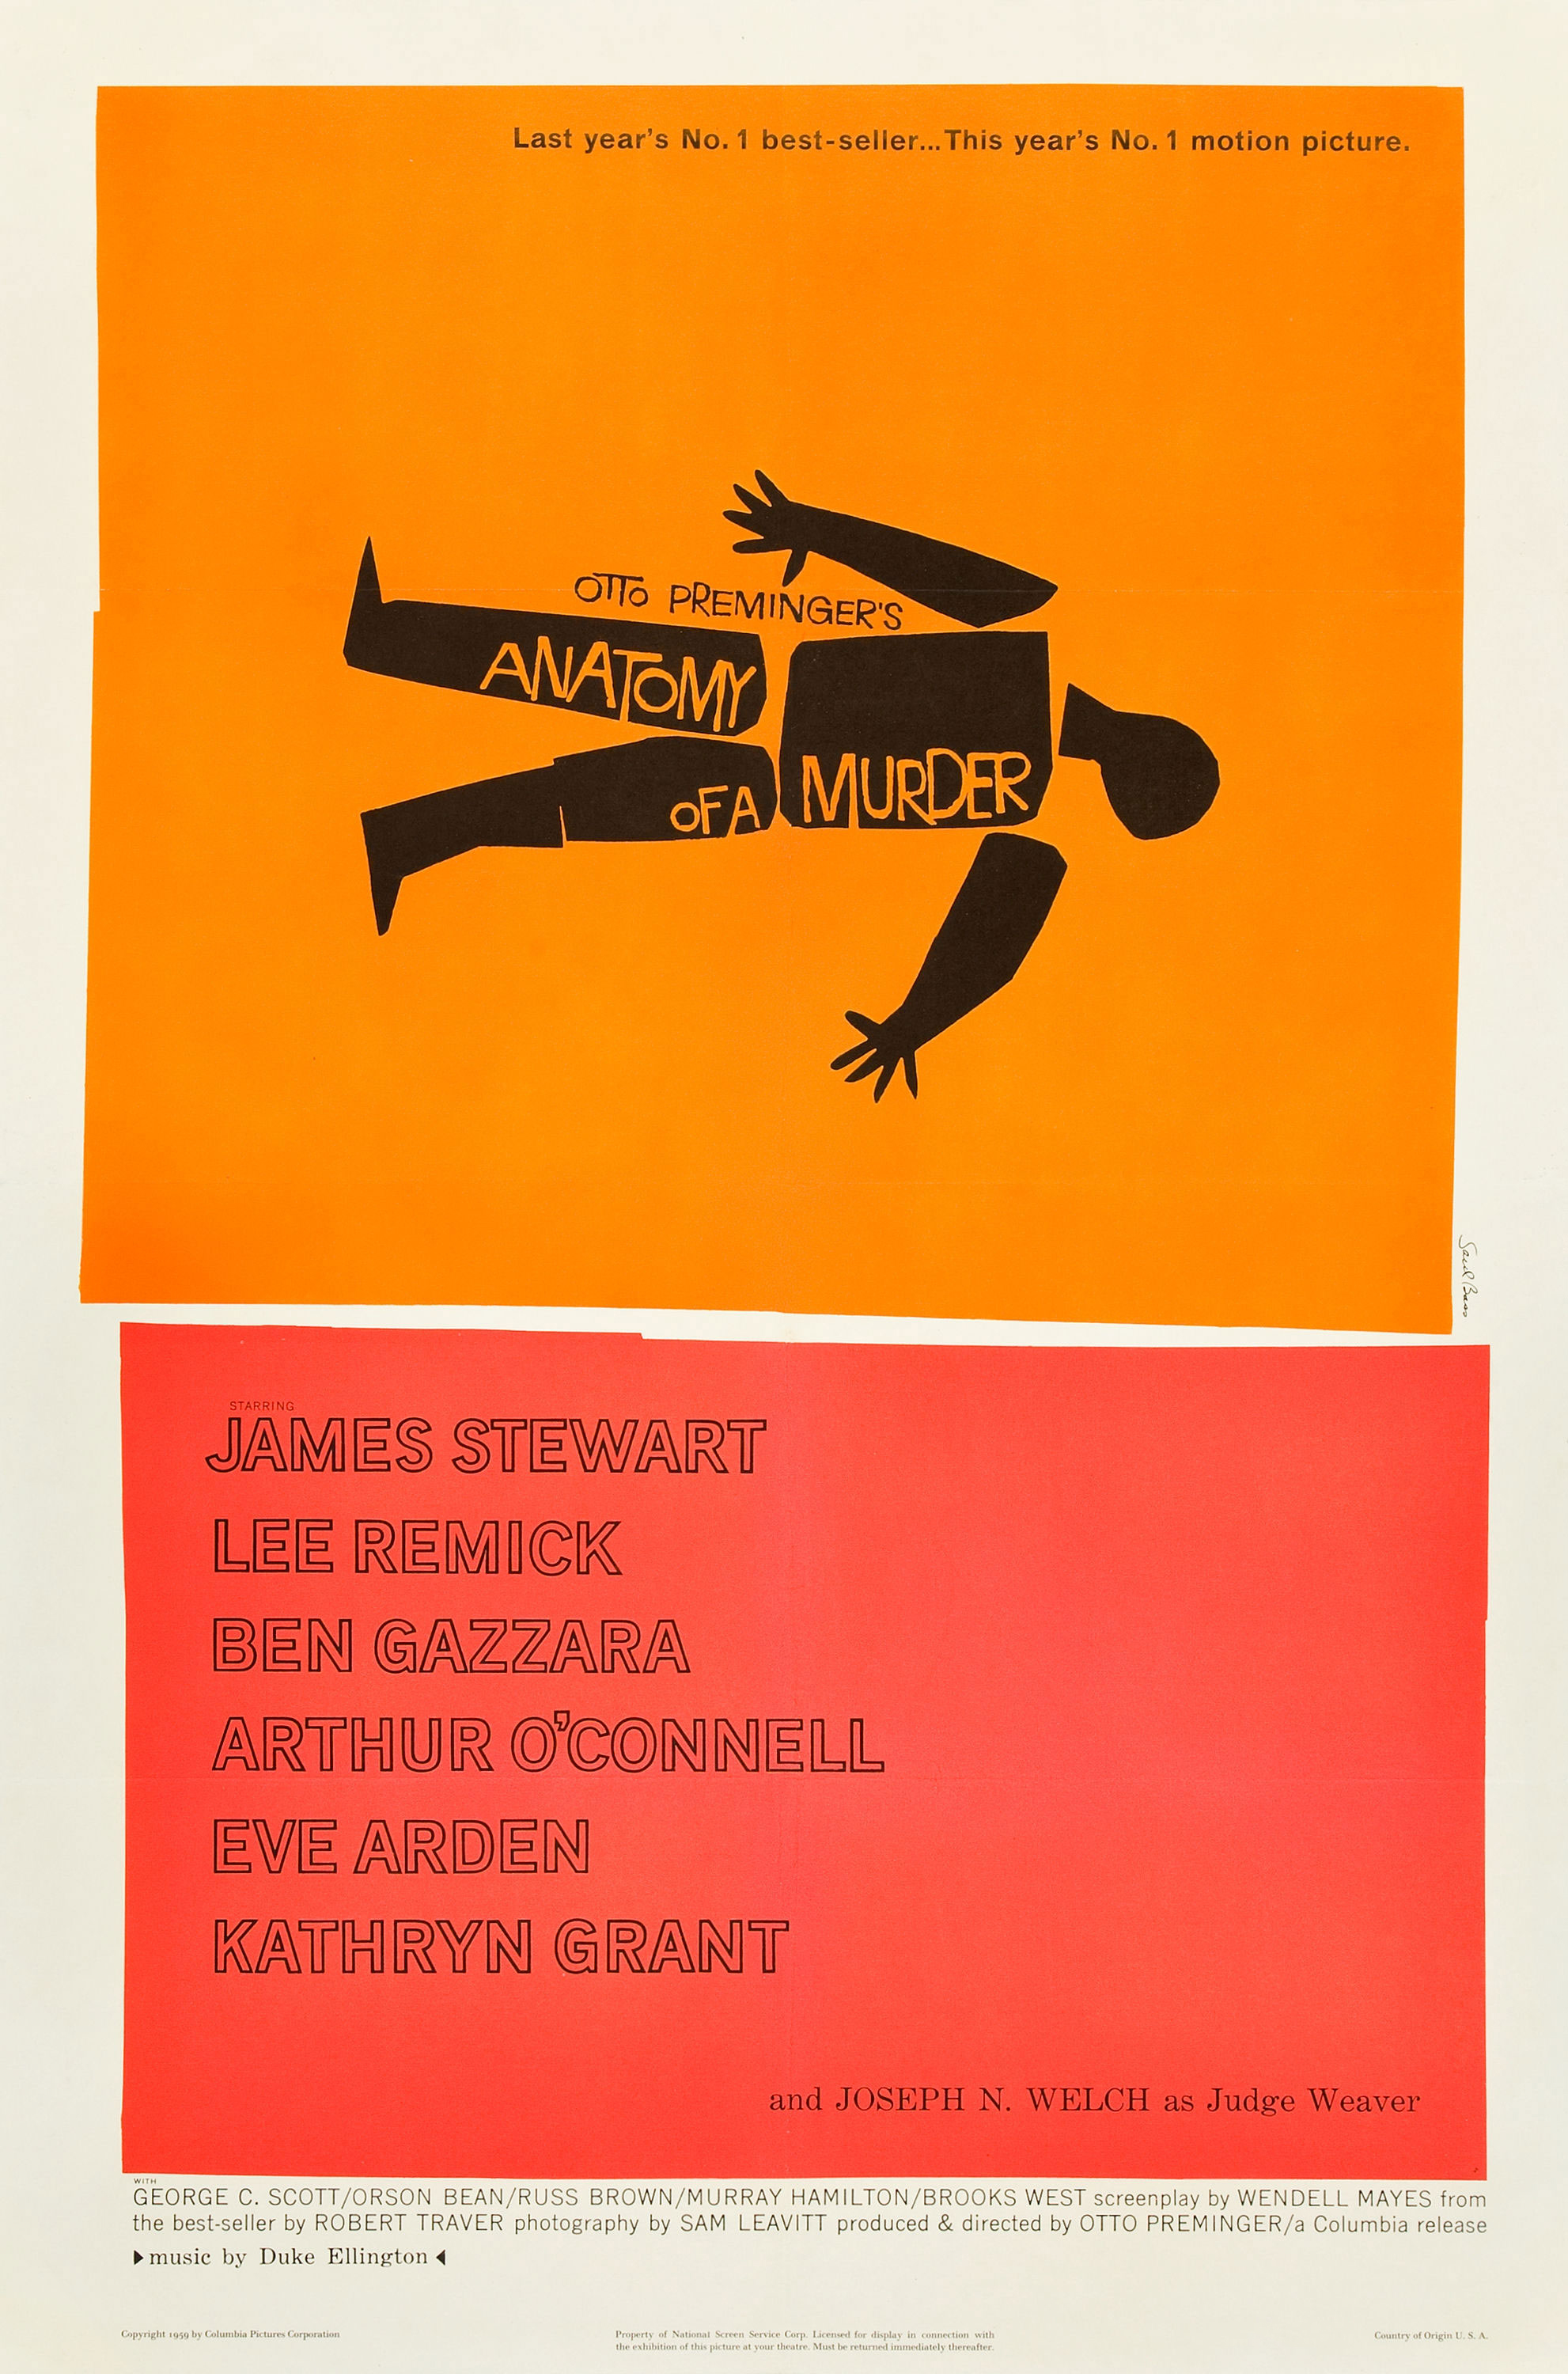 Last year's No. 1 best-seller...This year's No. 1 motion picture.
OTTO PREMINGER'S
ANATOMY
OF A MURDER
Saul Bass
STARRING
JAMES STEWART
LEE REMICK
BEN GAZZARA
ARTHUR O'CONNELL
EVE ARDEN
KATHRYN GRANT
and JOSEPH N. WELCH as Judge Weaver
WITH
GEORGE C. SCOTT/ORSON BEAN/RUSS BROWN/MURRAY HAMILTON/BROOKS WEST screenplay by WENDELL MAYES from
the best-seller by ROBERT TRAVER photography by SAM LEAVITT produced & directed by OTTO PREMINGER/a Columbia release
music by Duke Ellington
Copyright 1959 by Columbia Pictures Corporation
Property of National Screen Service Corp. Licensed for display in connection with
the exhibition of this picture at your theatre. Must be returned immediately thereafter.
Country of Origin U. S. A.